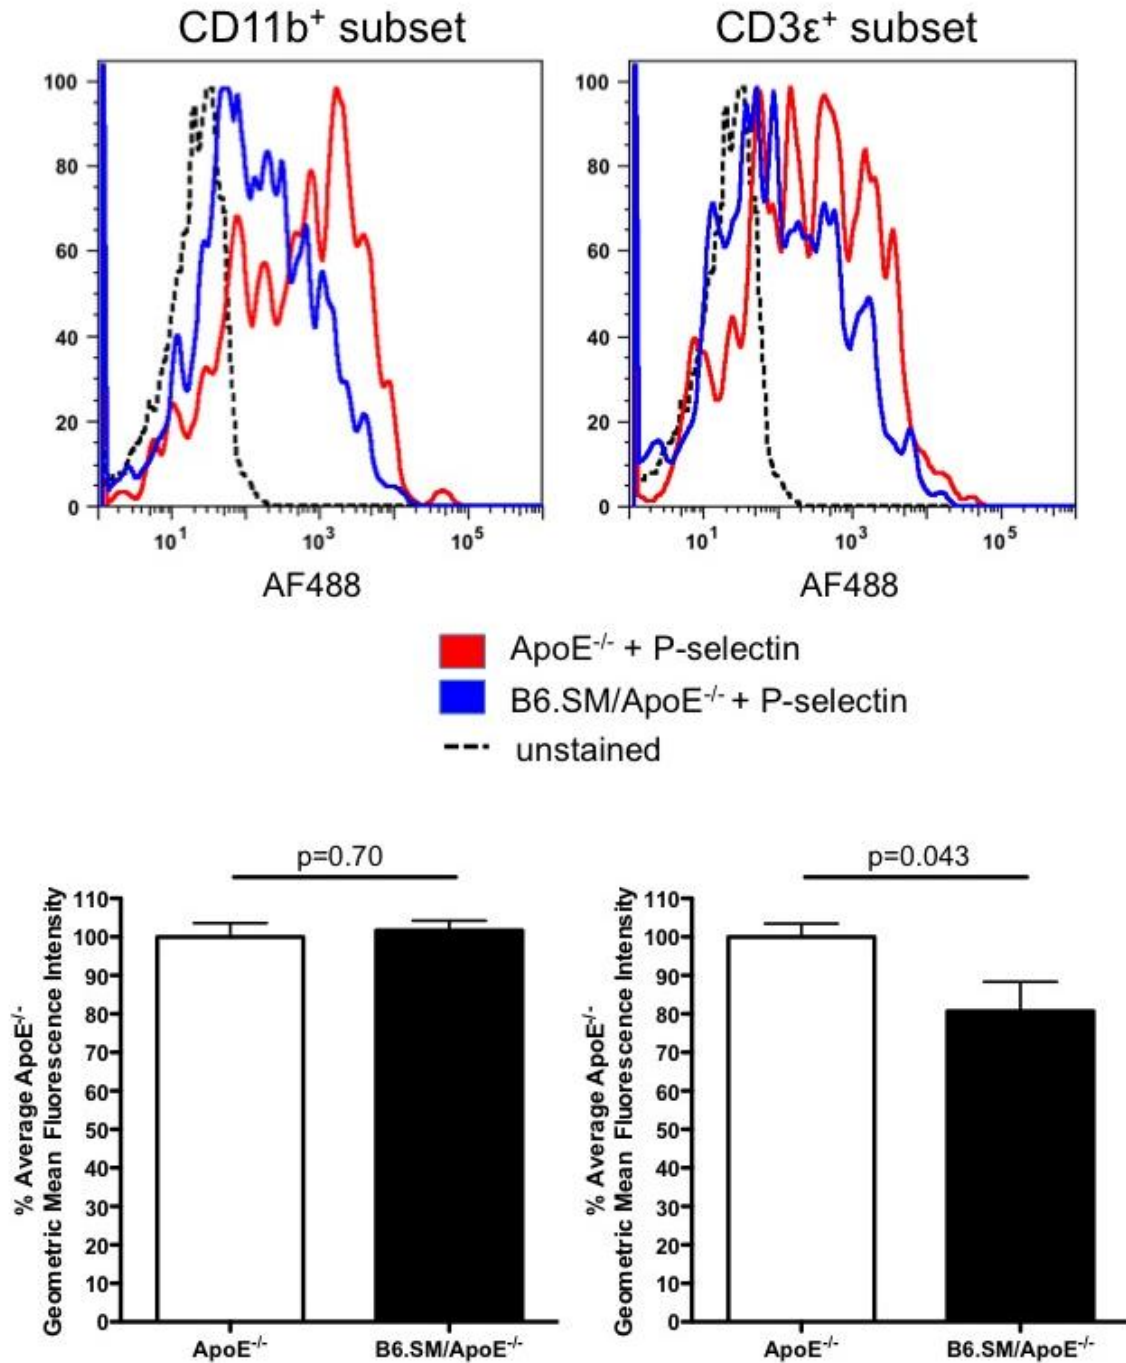 CD11b⁺ subset
CD3ε⁺ subset
100
80
60
40
20
0
10¹
10³
10⁵
AF488
100
80
60
40
20
0
10¹
10³
10⁵
AF488
ApoE⁻/⁻ + P-selectin
B6.SM/ApoE⁻/⁻ + P-selectin
unstained
p=0.70
% Average ApoE⁻/⁻
Geometric Mean Fluorescence Intensity
110
100
90
80
70
60
50
40
30
20
10
0
ApoE⁻/⁻
B6.SM/ApoE⁻/⁻
p=0.043
% Average ApoE⁻/⁻
Geometric Mean Fluorescence Intensity
110
100
90
80
70
60
50
40
30
20
10
0
ApoE⁻/⁻
B6.SM/ApoE⁻/⁻